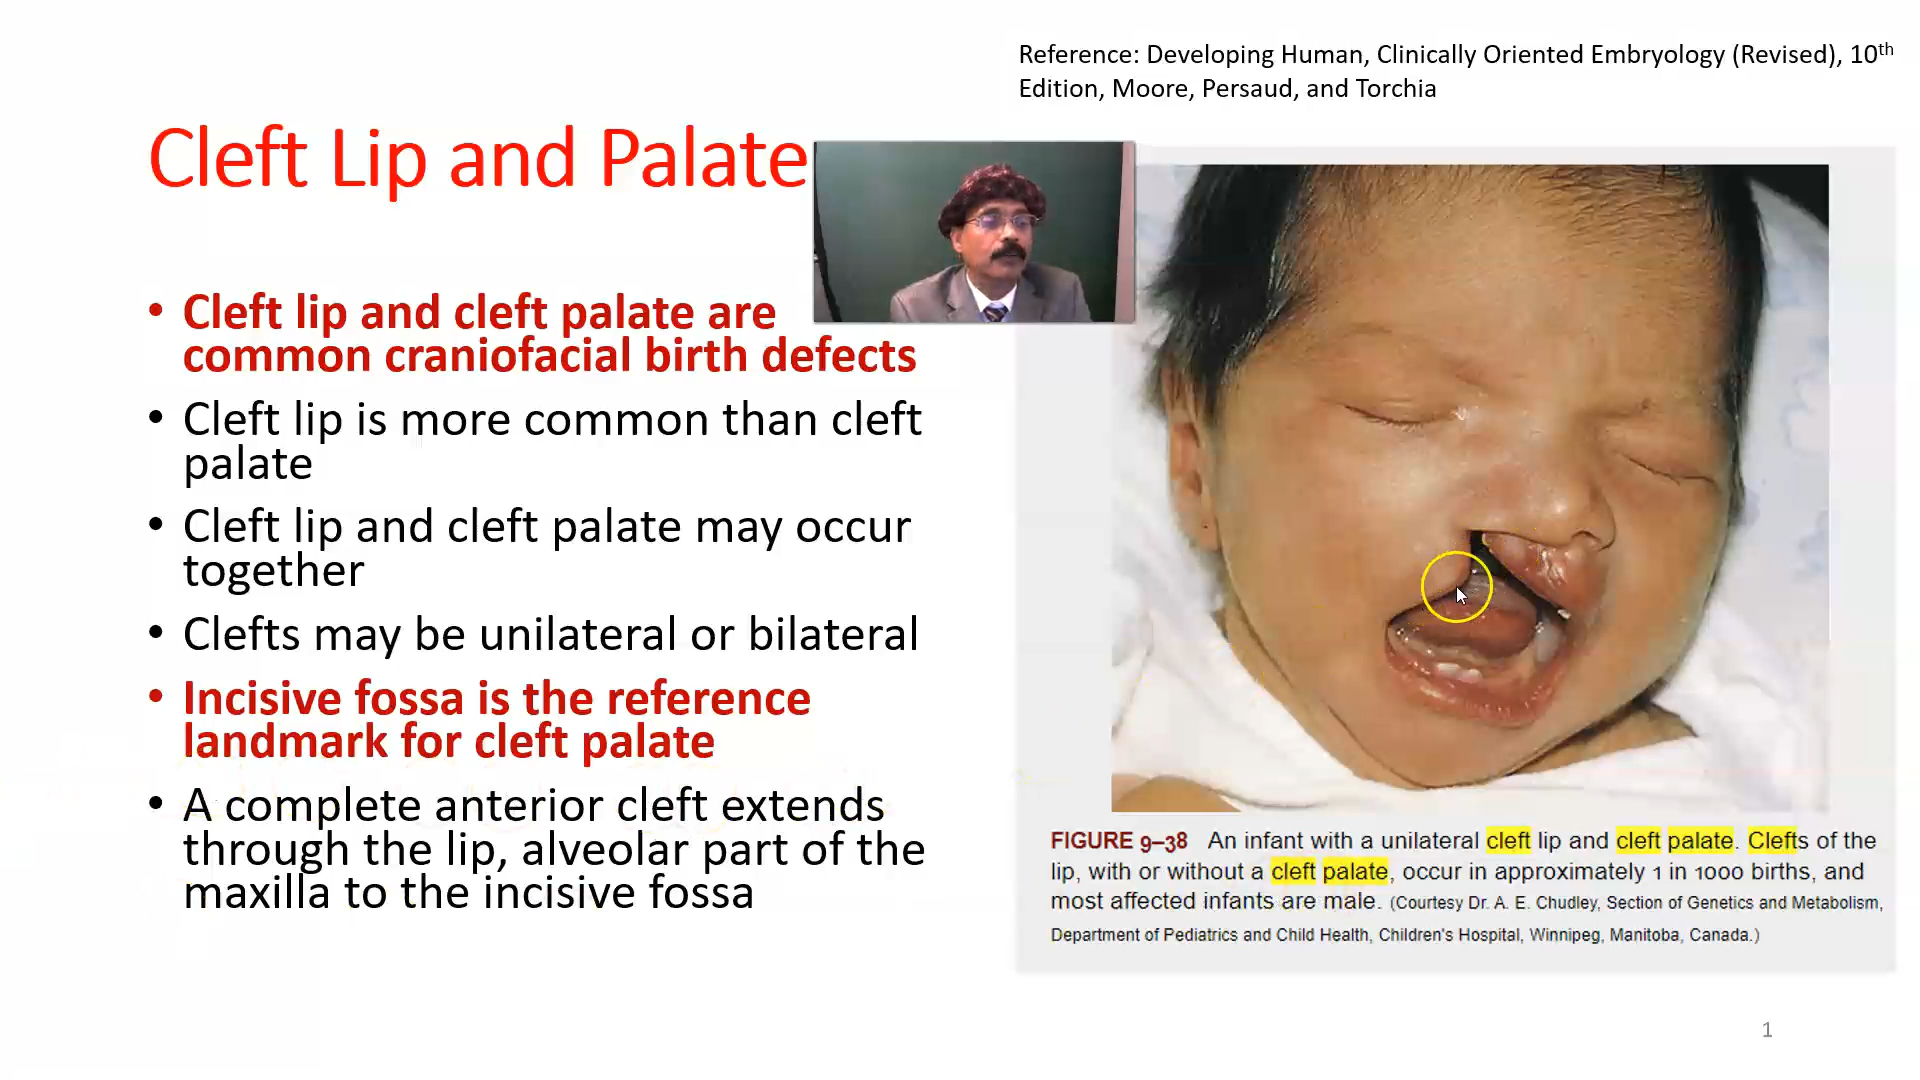 Reference: Developing Human, Clinically Oriented Embryology (Revised), 10th
Edition, Moore, Persaud, and Torchia
Cleft Lip and Palate
• Cleft lip and cleft palate are
common craniofacial birth defects
• Cleft lip is more common than cleft
palate
• Cleft lip and cleft palate may occur
together
• Clefts may be unilateral or bilateral
• Incisive fossa is the reference
landmark for cleft palate
• A complete anterior cleft extends
through the lip, alveolar part of the
maxilla to the incisive fossa
FIGURE 9–38 An infant with a unilateral cleft lip and cleft palate. Clefts of the
lip, with or without a cleft palate, occur in approximately 1 in 1000 births, and
most affected infants are male. (Courtesy Dr. A. E. Chudley, Section of Genetics and Metabolism,
Department of Pediatrics and Child Health, Children's Hospital, Winnipeg, Manitoba, Canada.)
1